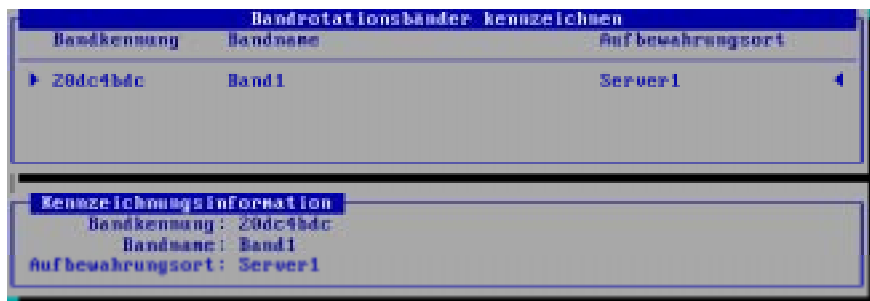 Bandrotationsbänder kennzeichnen
Bandkennung Bandname Aufbewahrungsort
20dc4bdc Band1 Server1
Kennzeichnungsinformation
Bandkennung: 20dc4bdc
Bandname: Band1
Aufbewahrungsort: Server1